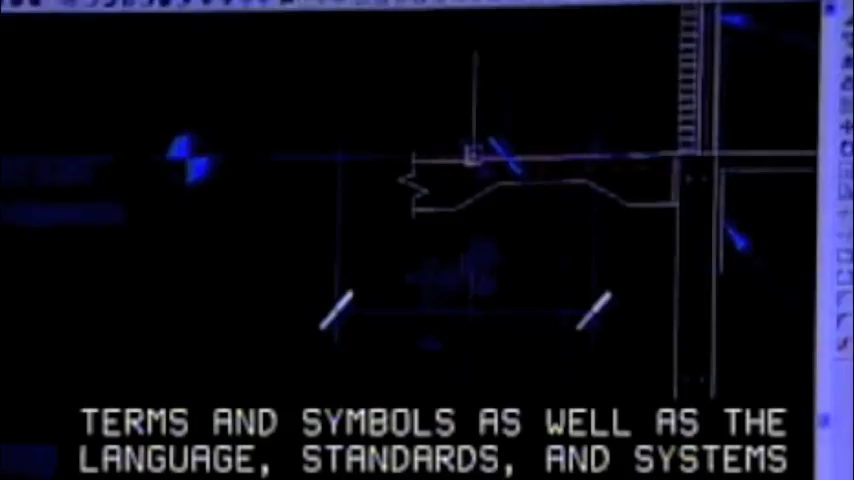 TERMS AND SYMBOLS AS WELL AS THE
LANGUAGE, STANDARDS, AND SYSTEMS